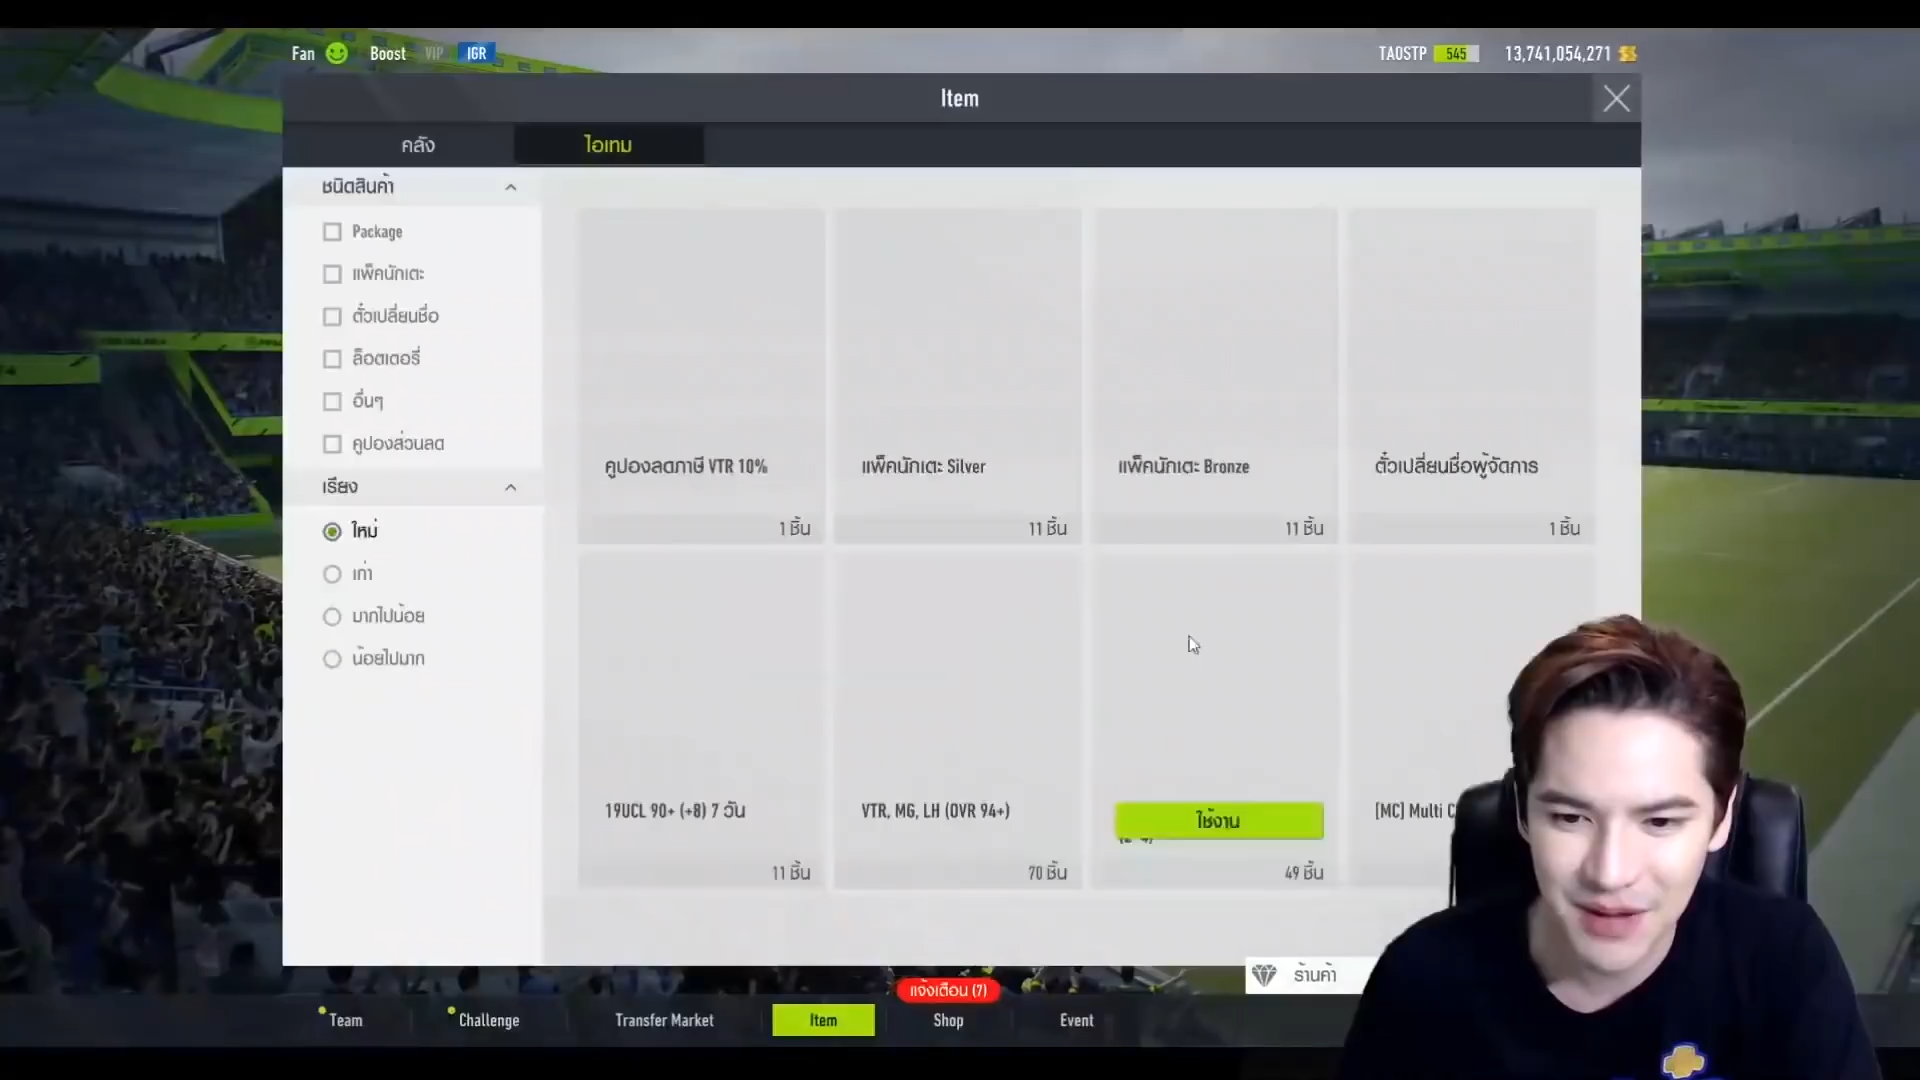 Fan Boost VIP IGR
TAOSTP 545 13,741,054,271
Item
คลัง
ไอเทม
ชนิดสินค้า
Package
แพ็คนักเตะ
ตั๋วเปลี่ยนชื่อ
ล็อตเตอรี่
อื่นๆ
คูปองส่วนลด
เรียง
ใหม่
เก่า
มากไปน้อย
น้อยไปมาก
คูปองลดภาษี VTR 10%
1 ชิ้น
แพ็คนักเตะ Silver
11 ชิ้น
แพ็คนักเตะ Bronze
11 ชิ้น
ตั๋วเปลี่ยนชื่อผู้จัดการ
1 ชิ้น
19UCL 90+ (+8) 7 วัน
11 ชิ้น
VTR, MG, LH (OVR 94+)
70 ชิ้น
ใช้งาน
49 ชิ้น
[MC] Multi C
ร้านค้า
แจ้งเตือน (7)
Team
Challenge
Transfer Market
Item
Shop
Event